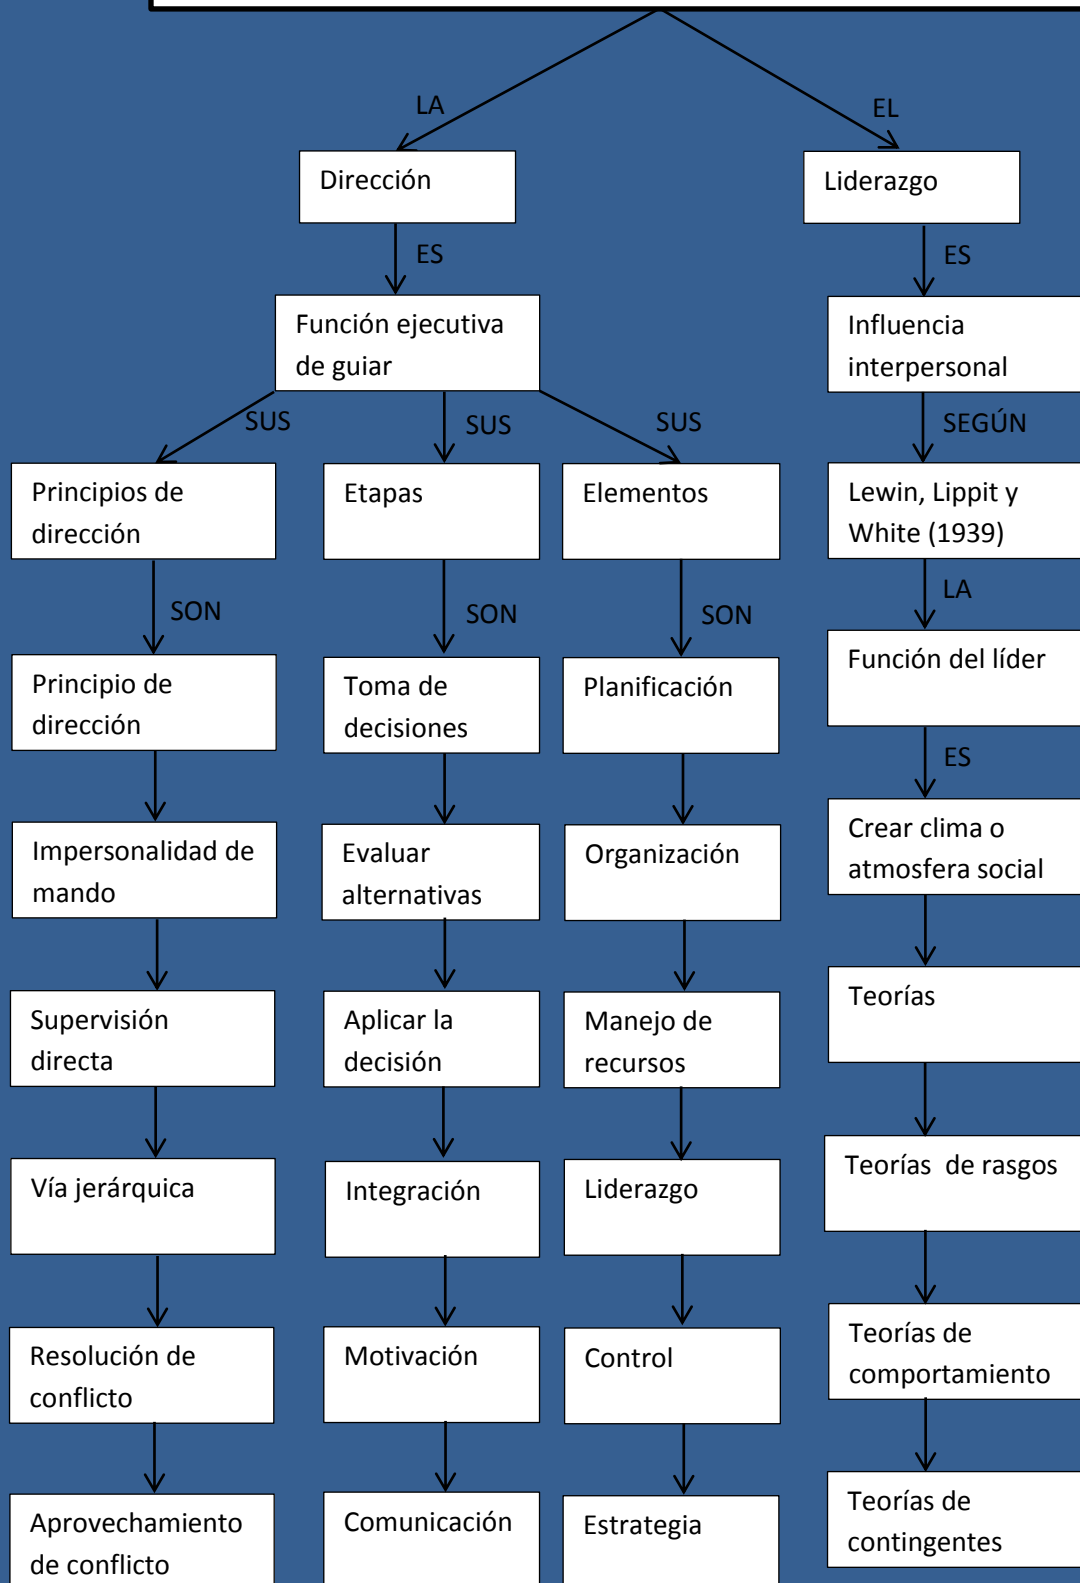 LA
EL
Dirección
Liderazgo
ES
ES
Función ejecutiva
de guiar
Influencia
interpersonal
SUS
SUS
SUS
SEGÚN
Principios de
dirección
Etapas
Elementos
Lewin, Lippit y
White (1939)
SON
SON
SON
LA
Principio de
dirección
Toma de
decisiones
Planificación
Función del líder
ES
Impersonalidad de
mando
Evaluar
alternativas
Organización
Crear clima o
atmosfera social
Supervisión
directa
Aplicar la
decisión
Manejo de
recursos
Teorías
Vía jerárquica
Integración
Liderazgo
Teorías  de rasgos
Resolución de
conflicto
Motivación
Control
Teorías de
comportamiento
Aprovechamiento
de conflicto
Comunicación
Estrategia
Teorías de
contingentes